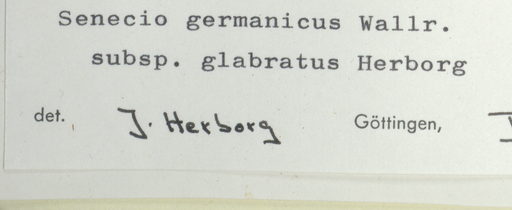 Senecio germanicus Wallr.
subsp. glabratus Herborg
det. J. Herborg Göttingen,